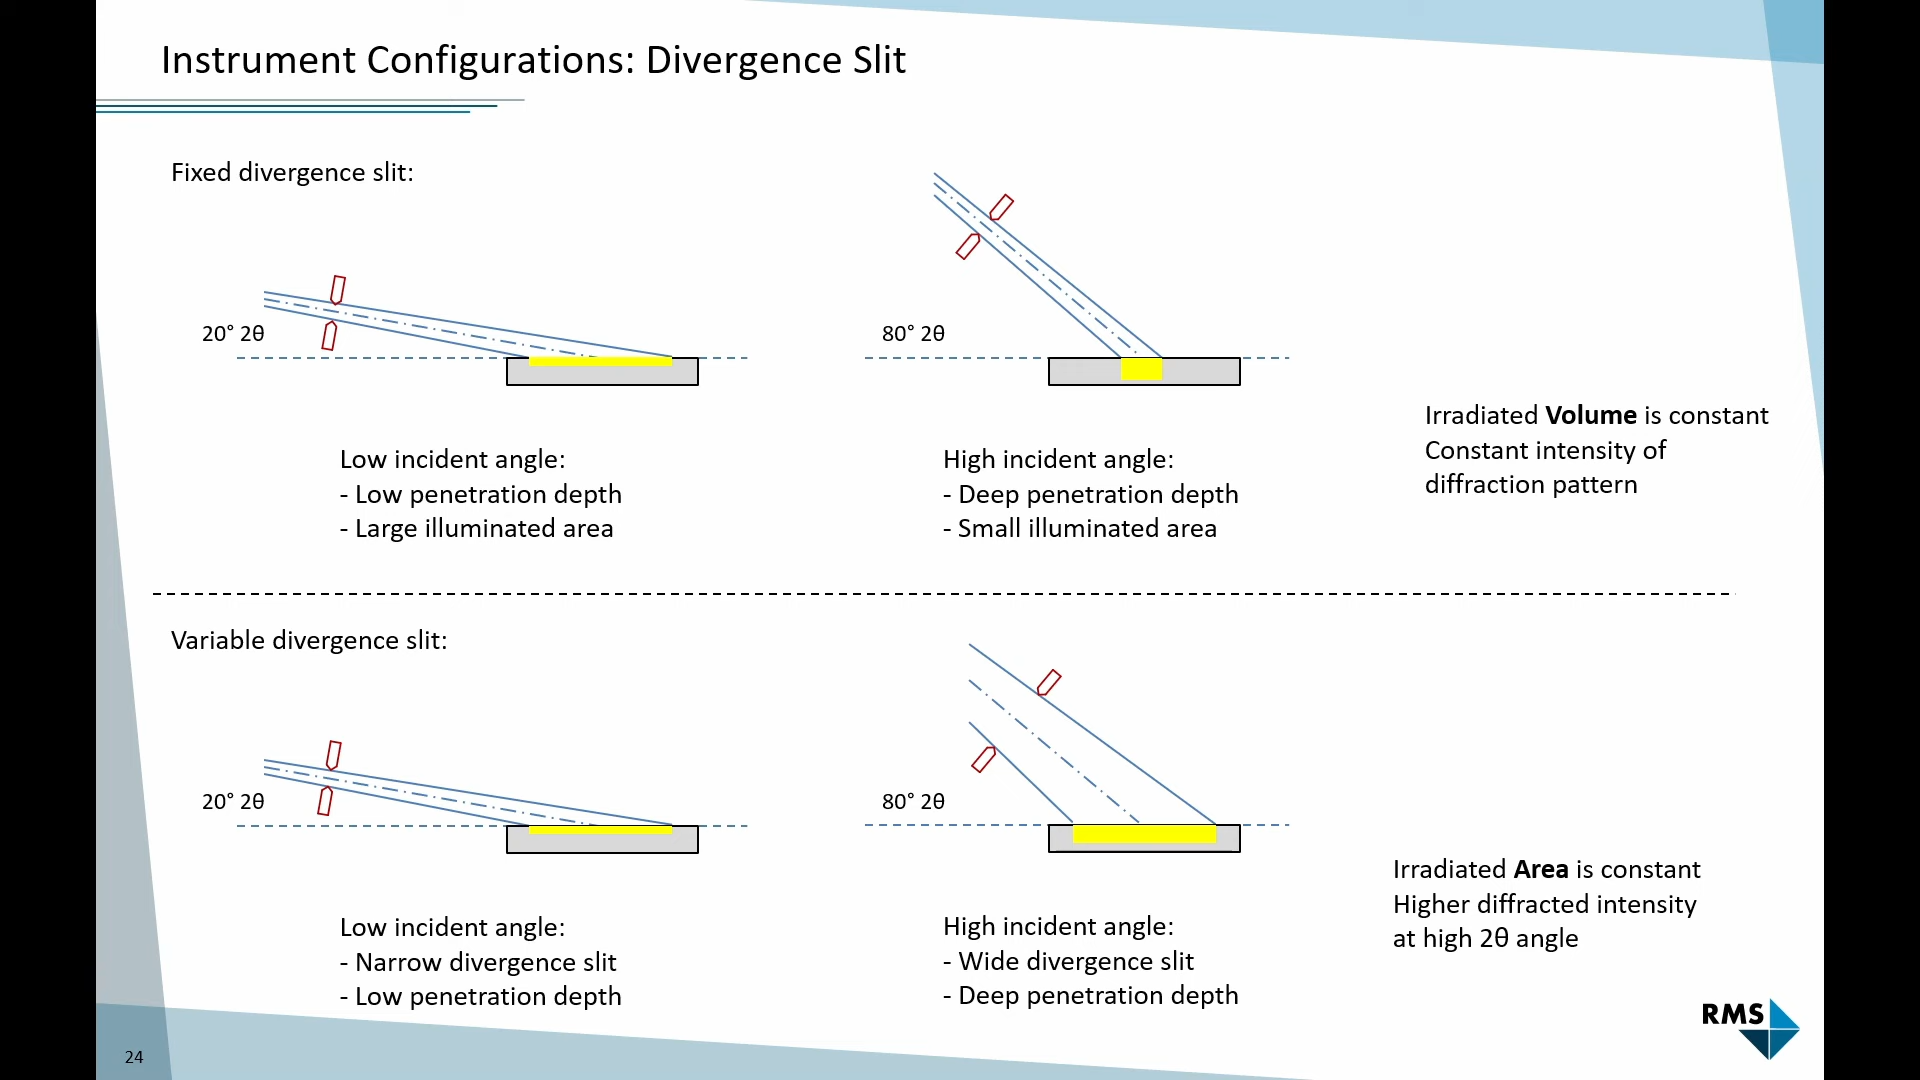 Instrument Configurations: Divergence Slit
Fixed divergence slit:
20° 2θ
80° 2θ
Low incident angle:
- Low penetration depth
- Large illuminated area
High incident angle:
- Deep penetration depth
- Small illuminated area
Irradiated Volume is constant
Constant intensity of
diffraction pattern
Variable divergence slit:
20° 2θ
80° 2θ
Low incident angle:
- Narrow divergence slit
- Low penetration depth
High incident angle:
- Wide divergence slit
- Deep penetration depth
Irradiated Area is constant
Higher diffracted intensity
at high 2θ angle
RMS
24